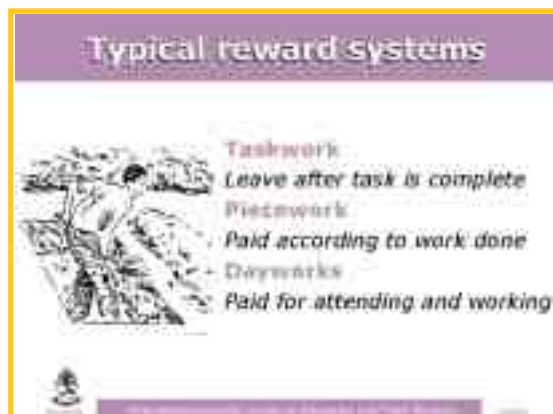 Typical reward systems
Taskwork
Leave after task is complete
Piecework
Paid according to work done
Dayworks
Paid for attending and working